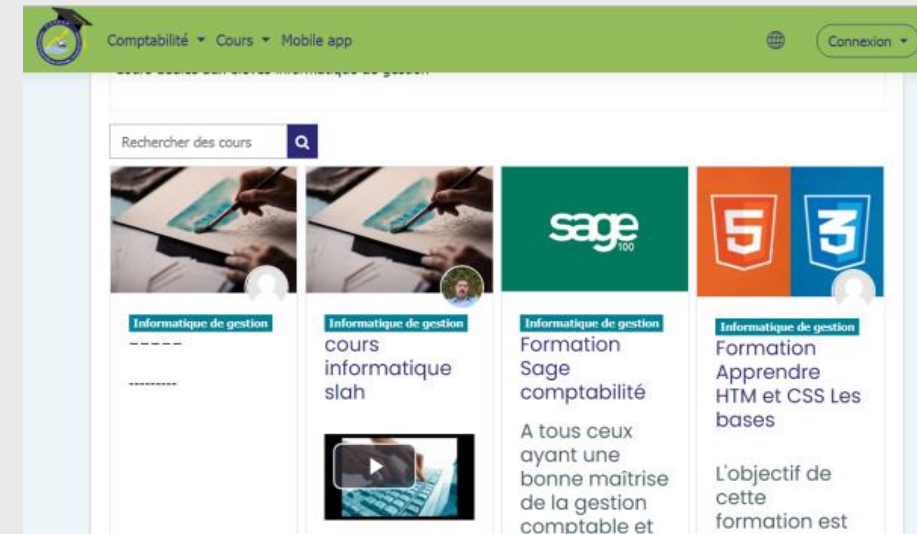 Comptabilité Cours Mobile app Connexion
Rechercher des cours
sage
100
5 3
Informatique de gestion
-----
---------
Informatique de gestion
cours
informatique
slah
Informatique de gestion
Formation
Sage
comptabilité
A tous ceux
ayant une
bonne maîtrise
de la gestion
comptable et
Informatique de gestion
Formation
Apprendre
HTM et CSS Les
bases
L'objectif de
cette
formation est